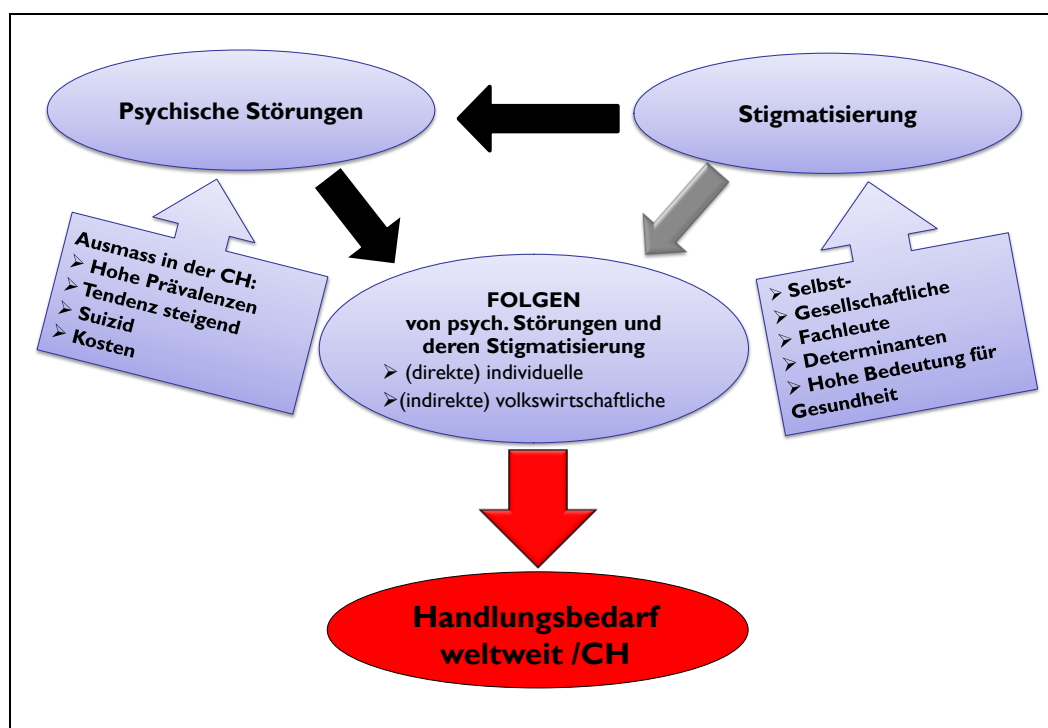 Psychische Störungen
Stigmatisierung
Ausmass in der CH:
➢ Hohe Prävalenzen
➢ Tendenz steigend
➢ Suizid
➢ Kosten
FOLGEN
von psych. Störungen und
deren Stigmatisierung
➢ (direkte) individuelle
➢(indirekte) volkswirtschaftliche
➢ Selbst-
➢ Gesellschaftliche
➢ Fachleute
➢ Determinanten
➢ Hohe Bedeutung für
Gesundheit
Handlungsbedarf
weltweit /CH